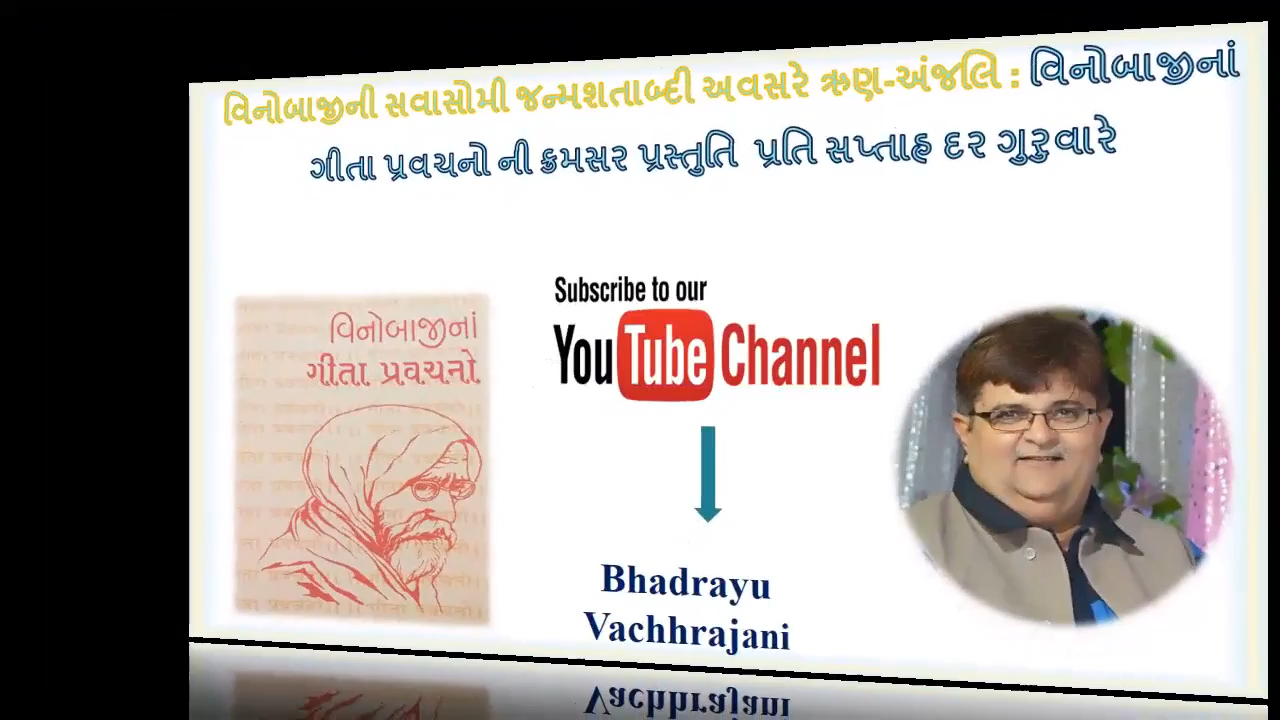 વિનોબાજીની સવાસોમી જન્મશતાબ્દી અવસરે ઋણ-અંજલિ : વિનોબાજીનાં
ગીતા પ્રવચનો ની ક્રમસર પ્રસ્તુતિ પ્રતિ સપ્તાહ દર ગુરુવારે
વિનોબાજીનાં
ગીતા પ્રવચનો
Subscribe to our
YouTube Channel
Bhadrayu
Vachhrajani